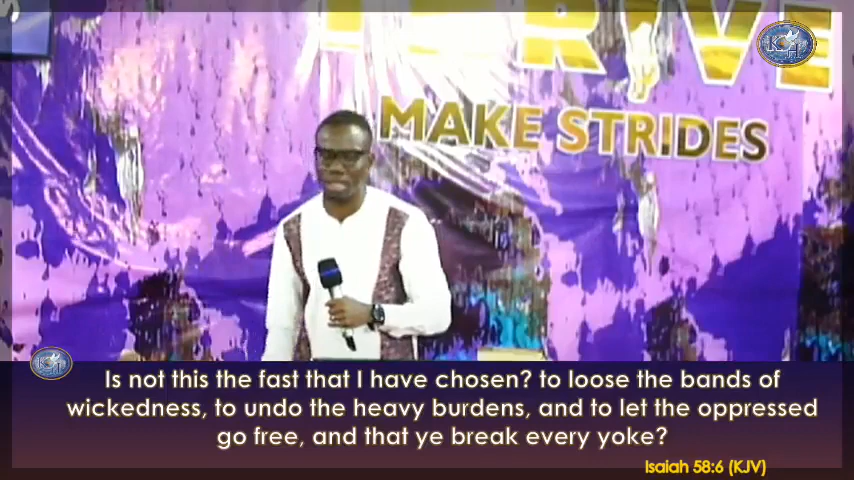 THRIVE
MAKE STRIDES
Is not this the fast that I have chosen? to loose the bands of
wickedness, to undo the heavy burdens, and to let the oppressed
go free, and that ye break every yoke?
Isaiah 58:6 (KJV)